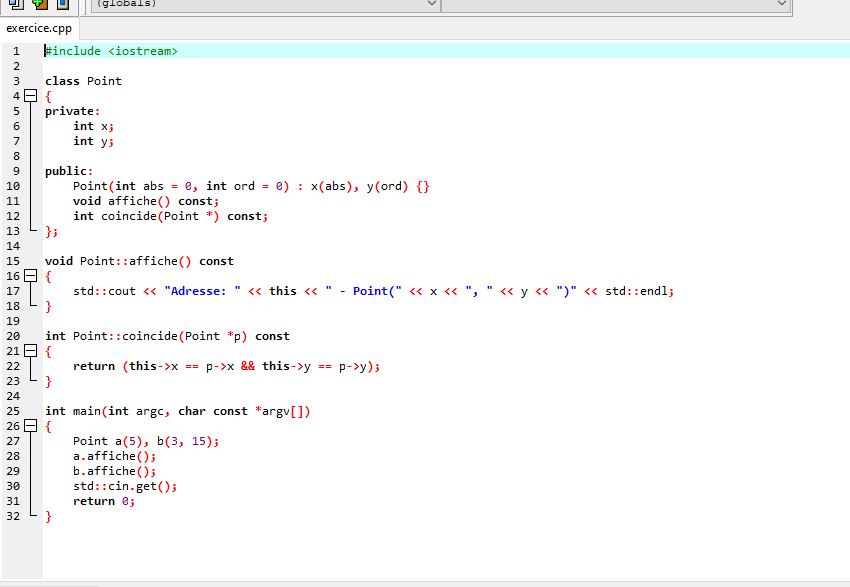 (globals)
exercice.cpp
1 #include <iostream>
2
3 class Point
4 {
5 private:
6 int x;
7 int y;
8
9 public:
10 Point(int abs = 0, int ord = 0) : x(abs), y(ord) {}
11 void affiche() const;
12 int coincide(Point *) const;
13 };
14
15 void Point::affiche() const
16 {
17 std::cout << "Adresse: " << this << " - Point(" << x << ", " << y << ")" << std::endl;
18 }
19
20 int Point::coincide(Point *p) const
21 {
22 return (this->x == p->x && this->y == p->y);
23 }
24
25 int main(int argc, char const *argv[])
26 {
27 Point a(5), b(3, 15);
28 a.affiche();
29 b.affiche();
30 std::cin.get();
31 return 0;
32 }